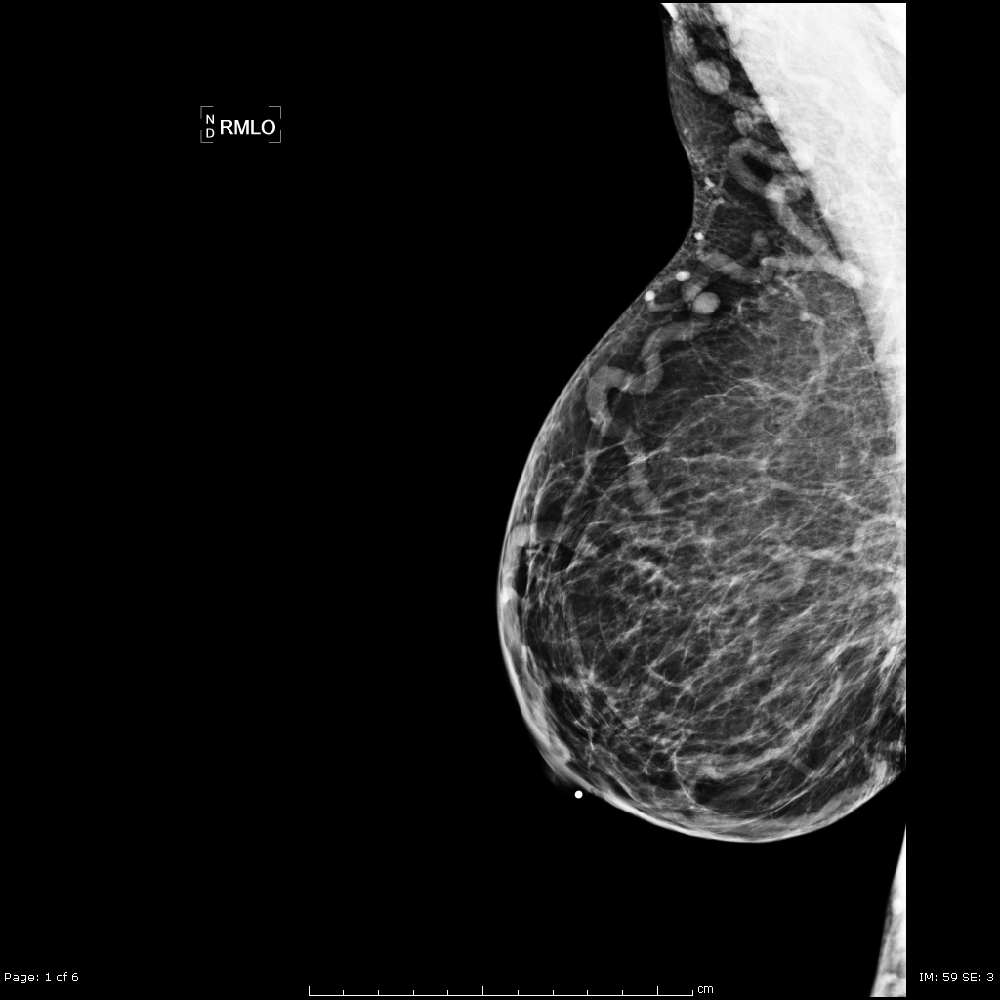 N
D RMLO
Page: 1 of 6
cm
IM: 59 SE: 3